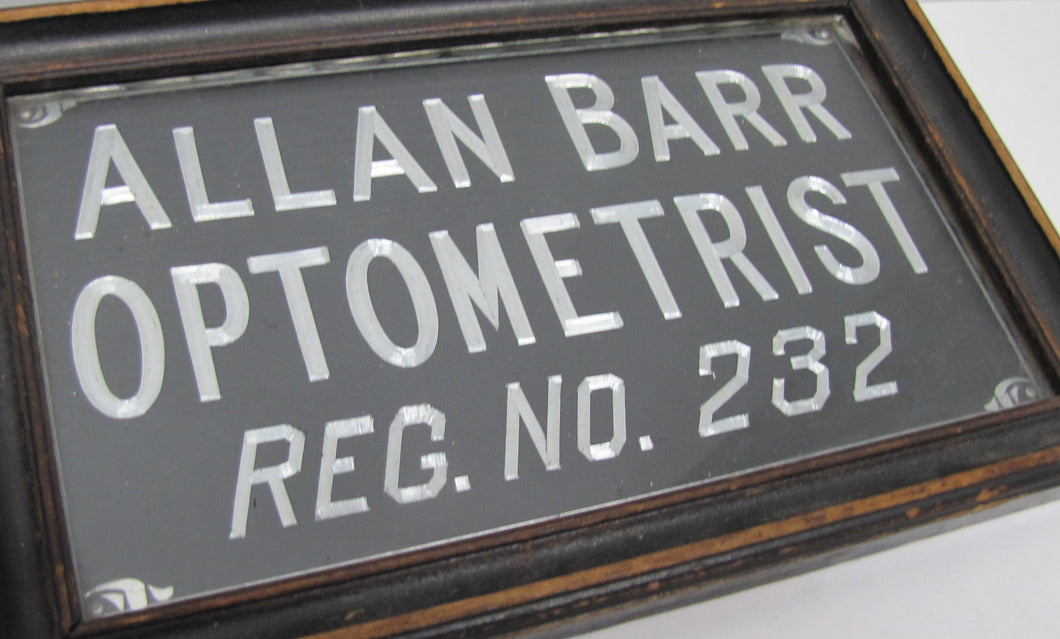 ALLAN BARR
OPTOMETRIST
REG. NO. 232